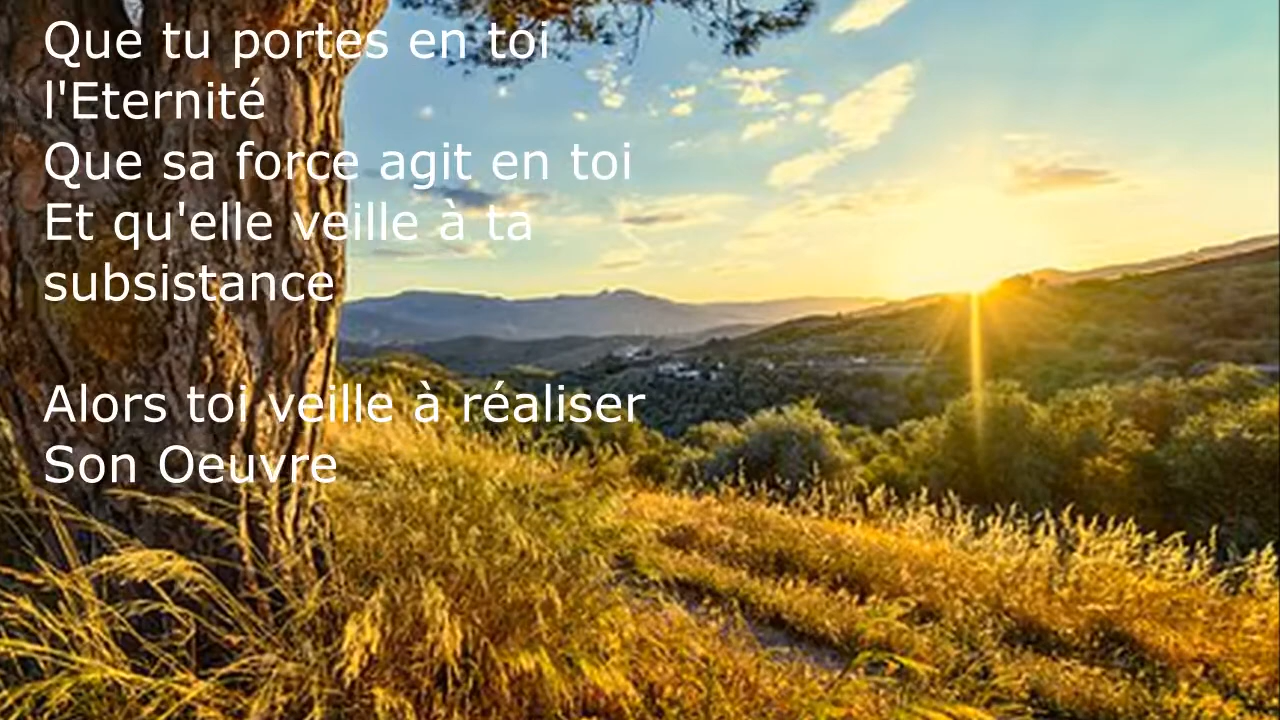 Que tu portes en toi
l'Eternité
Que sa force agit en toi
Et qu'elle veille à ta
subsistance
Alors toi veille à réaliser
Son Oeuvre